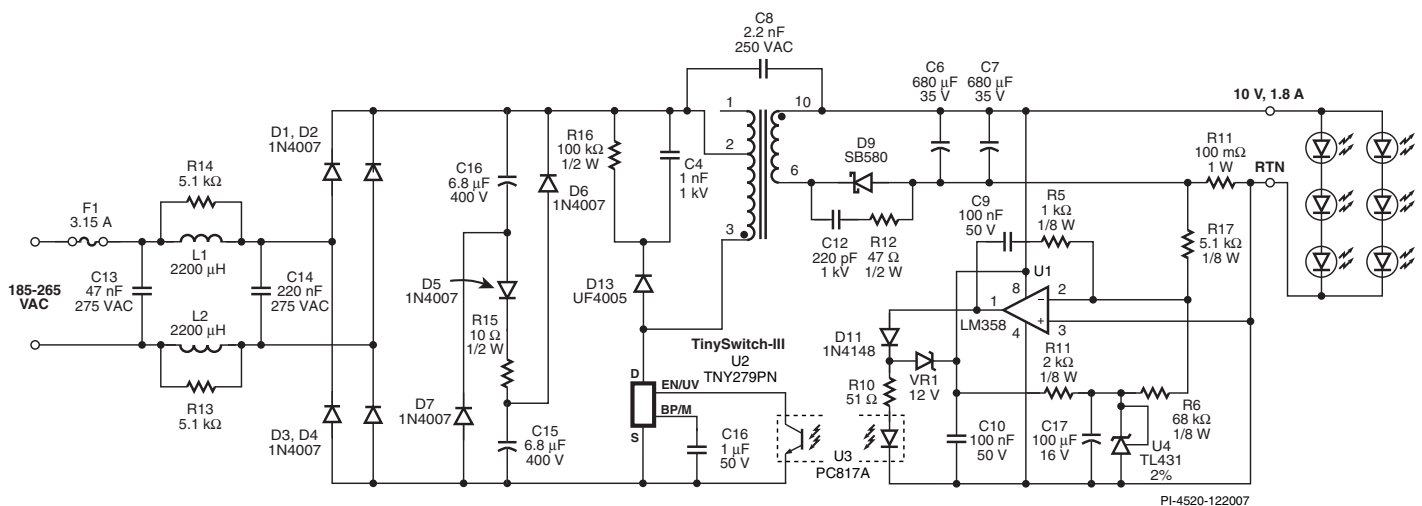 C8
2.2 nF
250 VAC
C6
680 μF
35 V
C7
680 μF
35 V
10 V, 1.8 A
1
10
D1, D2
1N4007
R16
100 kΩ
1/2 W
2
D9
SB580
R11
100 mΩ
1 W
R14
5.1 kΩ
C16
6.8 μF
400 V
C4
1 nF
1 kV
6
RTN
D6
1N4007
C9
100 nF
50 V
R5
1 kΩ
1/8 W
F1
3.15 A
3
C12
220 pF
1 kV
R12
47 Ω
1/2 W
R17
5.1 kΩ
1/8 W
L1
2200 μH
C13
47 nF
275 VAC
C14
220 nF
275 VAC
D5
1N4007
D13
UF4005
U1
8
1
2
185-265
VAC
LM358
4
3
L2
2200 μH
R15
10 Ω
1/2 W
TinySwitch-III
U2
TNY279PN
D11
1N4148
R11
2 kΩ
1/8 W
D
EN/UV
VR1
12 V
R10
51 Ω
R13
5.1 kΩ
D7
1N4007
BP/M
R6
68 kΩ
1/8 W
D3, D4
1N4007
C15
6.8 μF
400 V
S
C16
1 μF
50 V
U3
PC817A
C10
100 nF
50 V
C17
100 μF
16 V
U4
TL431
2%
PI-4520-122007